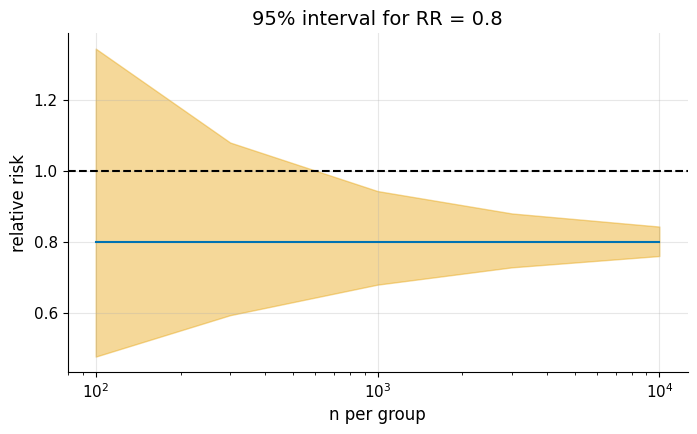 95% interval for RR = 0.8
relative risk
1.2
1.0
0.8
0.6
10²
10³
10⁴
n per group